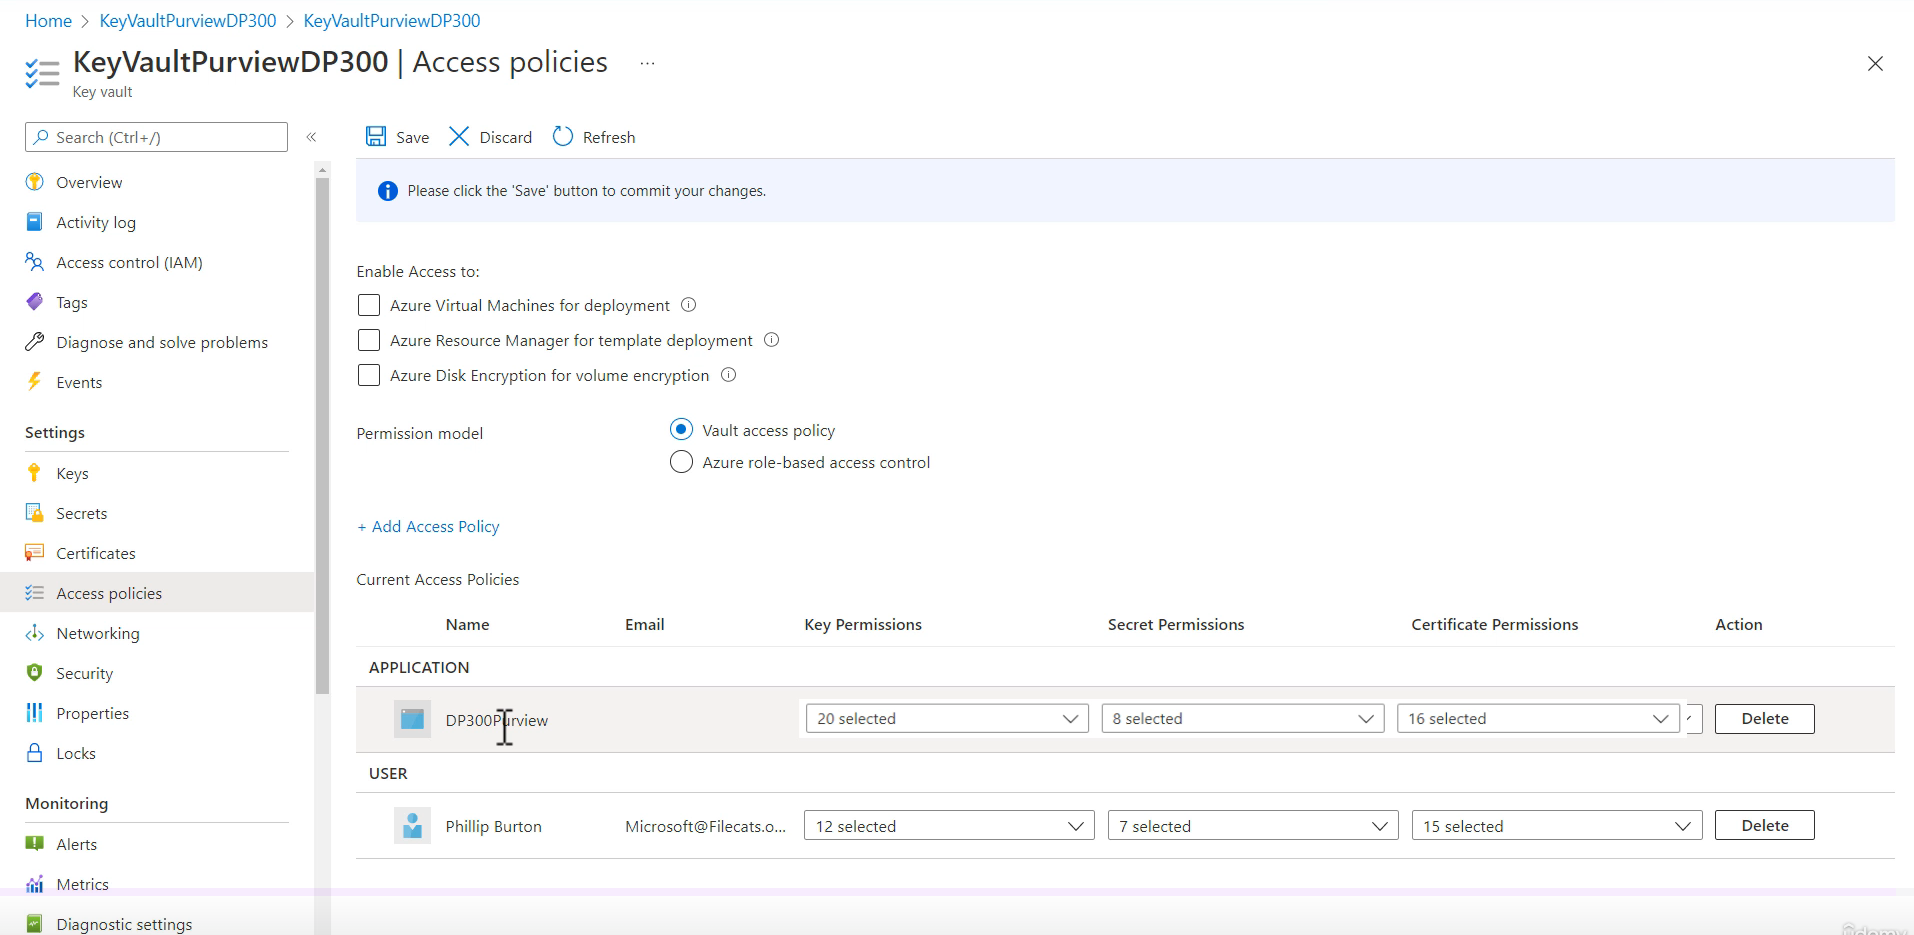 Home > KeyVaultPurviewDP300 > KeyVaultPurviewDP300
KeyVaultPurviewDP300 | Access policies ...
Key vault
Search (Ctrl+/) «
Save Discard Refresh
Please click the 'Save' button to commit your changes.
Overview
Activity log
Access control (IAM)
Tags
Diagnose and solve problems
Events
Settings
Keys
Secrets
Certificates
Access policies
Networking
Security
Properties
Locks
Monitoring
Alerts
Metrics
Diagnostic settings
Enable Access to:
Azure Virtual Machines for deployment
Azure Resource Manager for template deployment
Azure Disk Encryption for volume encryption
Permission model
Vault access policy
Azure role-based access control
+ Add Access Policy
Current Access Policies
Name Email Key Permissions Secret Permissions Certificate Permissions Action
APPLICATION
DP300Purview 20 selected 8 selected 16 selected Delete
USER
Phillip Burton Microsoft@Filecats.o... 12 selected 7 selected 15 selected Delete